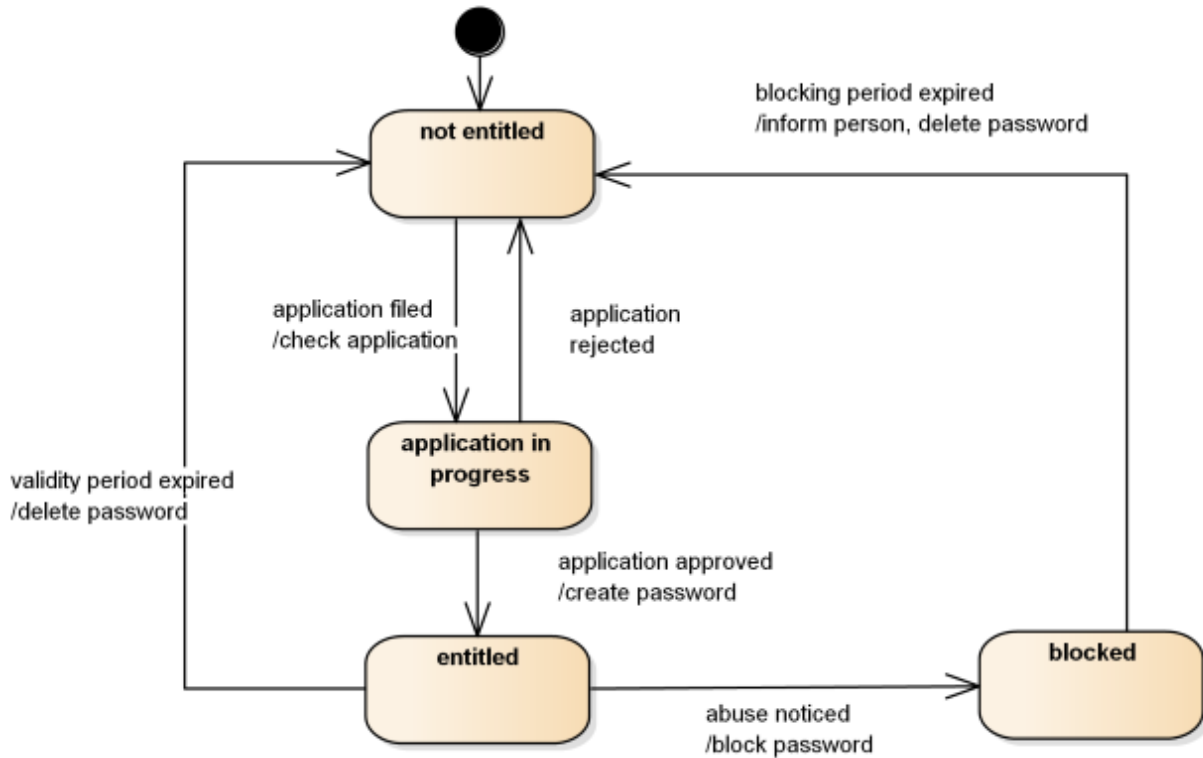 blocking period expired
/inform person, delete password
not entitled
application filed
/check application
application
rejected
application in
progress
validity period expired
/delete password
application approved
/create password
entitled
blocked
abuse noticed
/block password